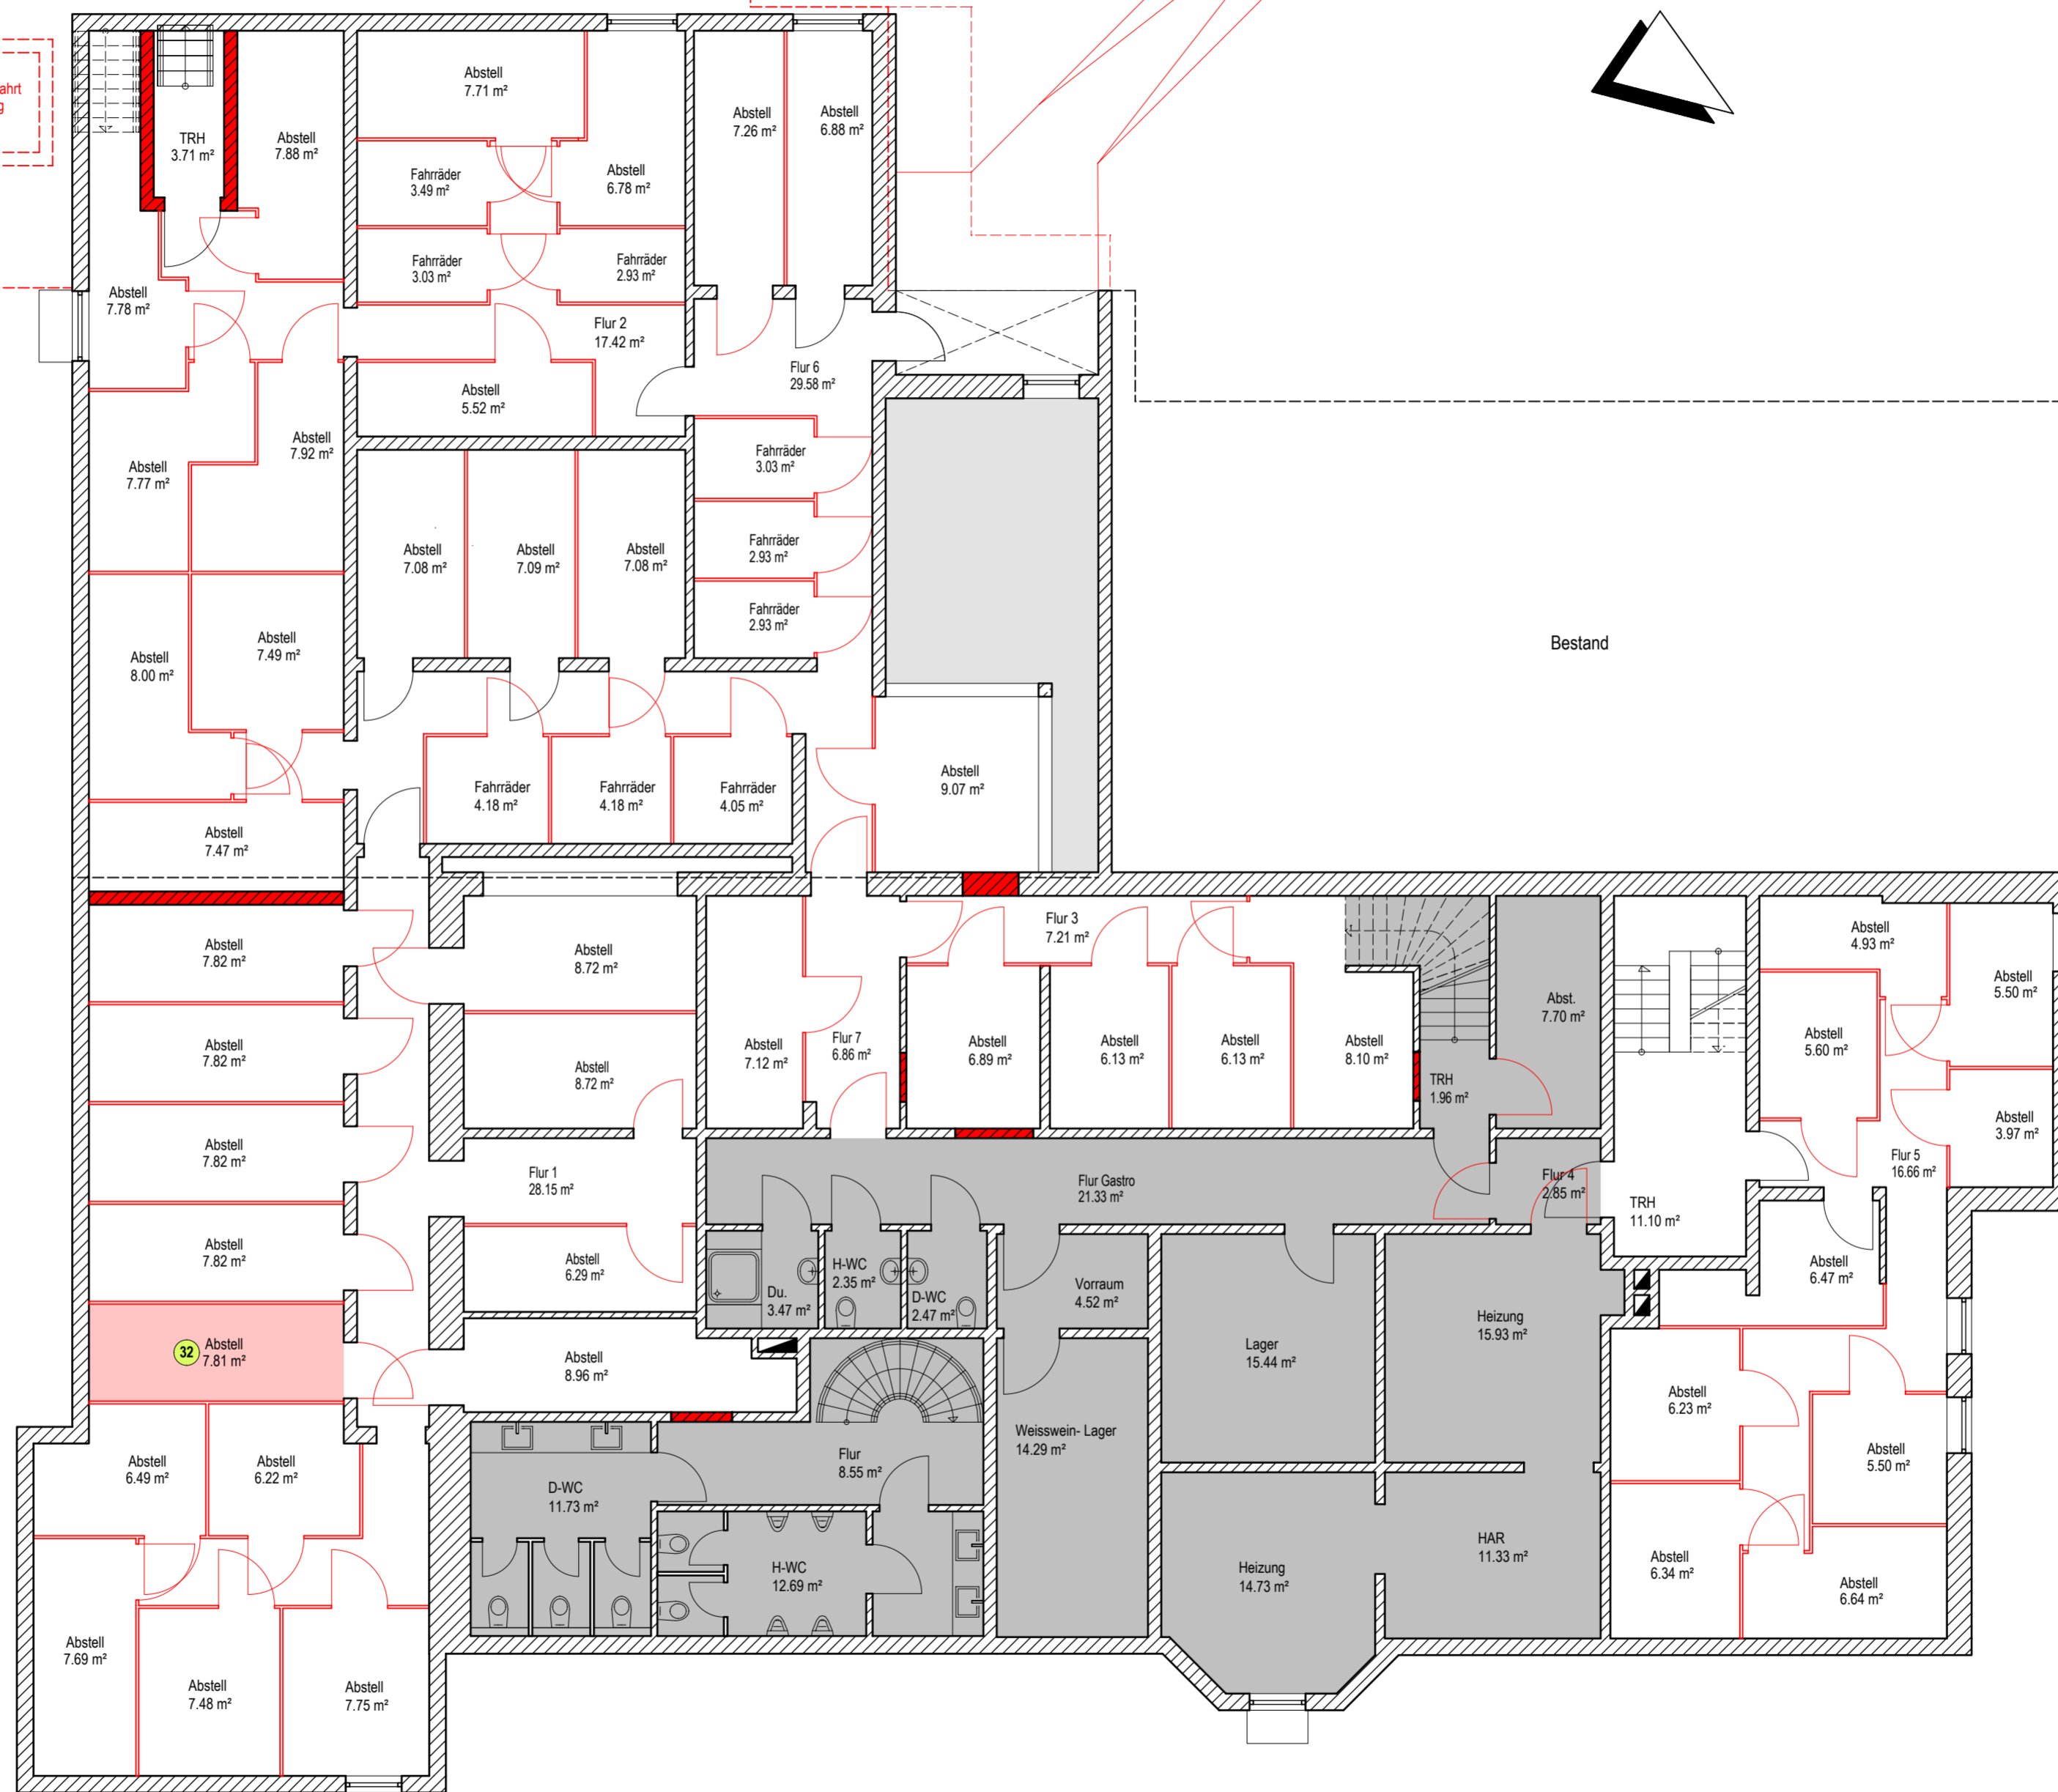 ahrt
g
TRH
3.71 m²
Abstell
7.88 m²
Abstell
7.71 m²
Fahrräder
3.49 m²
Abstell
6.78 m²
Abstell
7.26 m²
Abstell
6.88 m²
Fahrräder
3.03 m²
Fahrräder
2.93 m²
Abstell
7.78 m²
Flur 2
17.42 m²
Flur 6
29.58 m²
Abstell
5.52 m²
Abstell
7.92 m²
Abstell
7.77 m²
Fahrräder
3.03 m²
Abstell
7.08 m²
Abstell
7.09 m²
Abstell
7.08 m²
Fahrräder
2.93 m²
Fahrräder
2.93 m²
Abstell
8.00 m²
Abstell
7.49 m²
Bestand
Fahrräder
4.18 m²
Fahrräder
4.18 m²
Fahrräder
4.05 m²
Abstell
9.07 m²
Abstell
7.47 m²
Abstell
7.82 m²
Abstell
8.72 m²
Flur 3
7.21 m²
Abst.
7.70 m²
Abstell
4.93 m²
Abstell
5.50 m²
Abstell
7.82 m²
Abstell
8.72 m²
Abstell
7.12 m²
Flur 7
6.86 m²
Abstell
6.89 m²
Abstell
6.13 m²
Abstell
6.13 m²
Abstell
8.10 m²
TRH
1.96 m²
Abstell
5.60 m²
Abstell
3.97 m²
Abstell
7.82 m²
Flur 1
28.15 m²
Flur Gastro
21.33 m²
Flur 4
2.85 m²
TRH
11.10 m²
Flur 5
16.66 m²
Abstell
7.82 m²
Abstell
6.29 m²
Du.
3.47 m²
H-WC
2.35 m²
D-WC
2.47 m²
Vorraum
4.52 m²
Abstell
6.47 m²
32
Abstell
7.81 m²
Abstell
8.96 m²
Lager
15.44 m²
Heizung
15.93 m²
Abstell
6.23 m²
Abstell
6.49 m²
Abstell
6.22 m²
D-WC
11.73 m²
Flur
8.55 m²
Weisswein- Lager
14.29 m²
Abstell
5.50 m²
H-WC
12.69 m²
Heizung
14.73 m²
HAR
11.33 m²
Abstell
6.34 m²
Abstell
6.64 m²
Abstell
7.69 m²
Abstell
7.48 m²
Abstell
7.75 m²